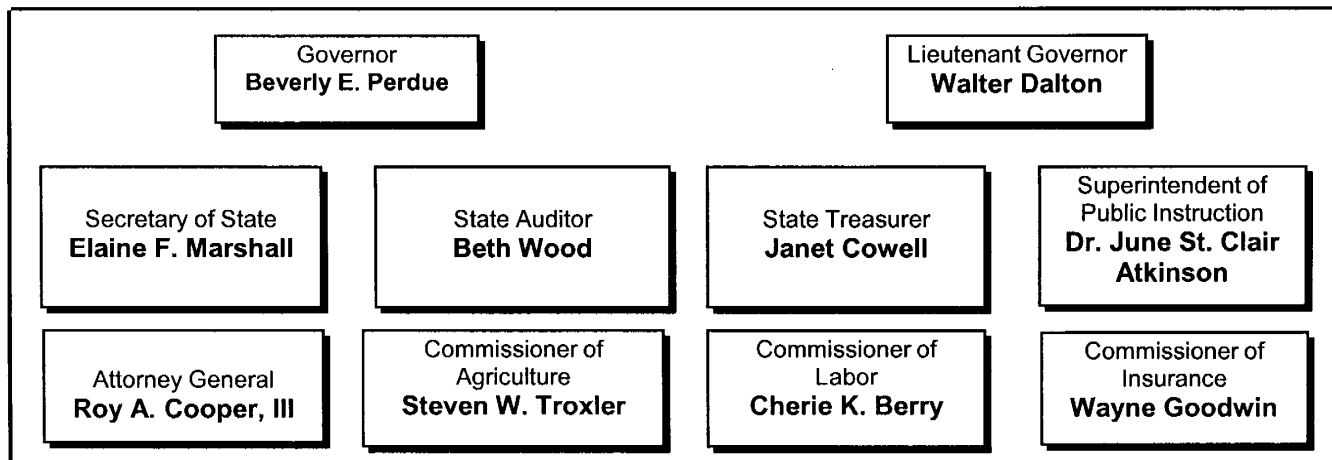 Governor
Beverly E. Perdue
Lieutenant Governor
Walter Dalton
Secretary of State
Elaine F. Marshall
State Auditor
Beth Wood
State Treasurer
Janet Cowell
Superintendent of
Public Instruction
Dr. June St. Clair
Atkinson
Attorney General
Roy A. Cooper, III
Commissioner of
Agriculture
Steven W. Troxler
Commissioner of
Labor
Cherie K. Berry
Commissioner of
Insurance
Wayne Goodwin